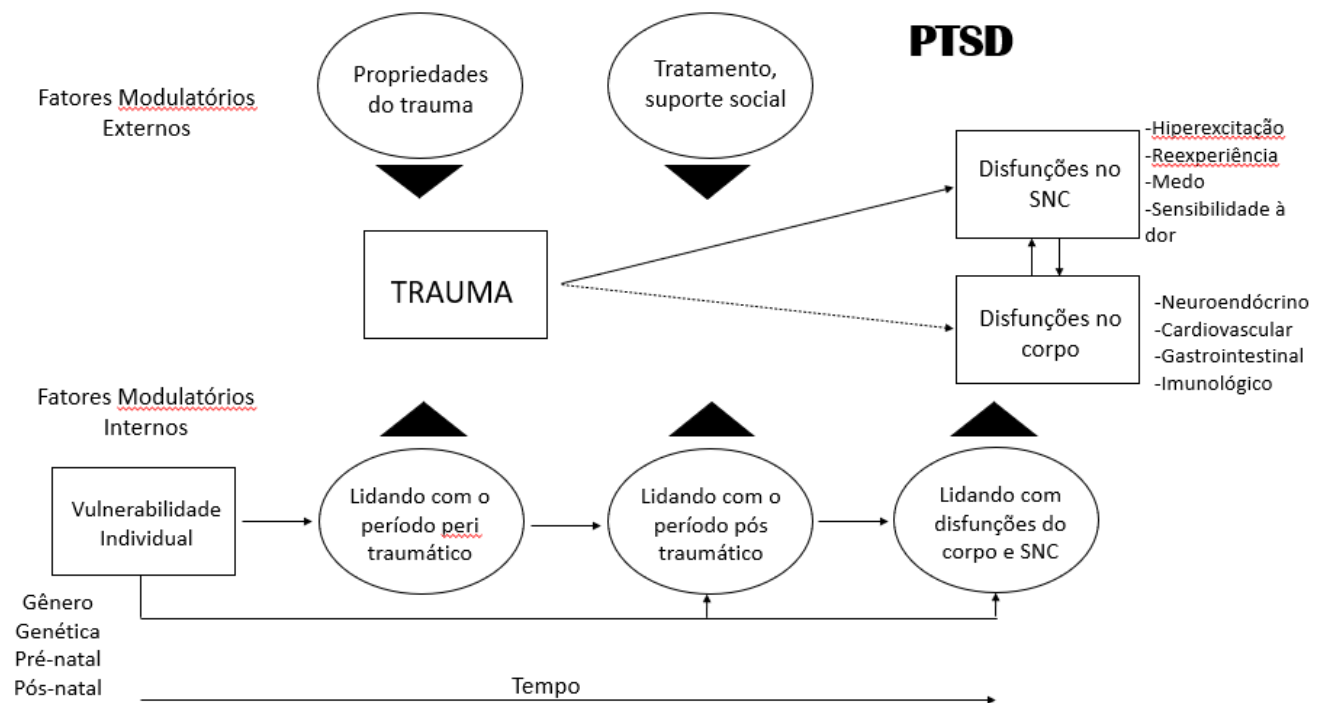 PTSD
Fatores Modulatórios
Externos
Propriedades
do trauma
Tratamento,
suporte social
Disfunções no
SNC
-Hiperexcitação
-Reexperiência
-Medo
-Sensibilidade à
dor
TRAUMA
Disfunções no
corpo
-Neuroendócrino
-Cardiovascular
-Gastrointestinal
-Imunológico
Fatores Modulatórios
Internos
Vulnerabilidade
Individual
Lidando com o
período peri
traumático
Lidando com o
período pós
traumático
Lidando com
disfunções do
corpo e SNC
Gênero
Genética
Pré-natal
Pós-natal
Tempo